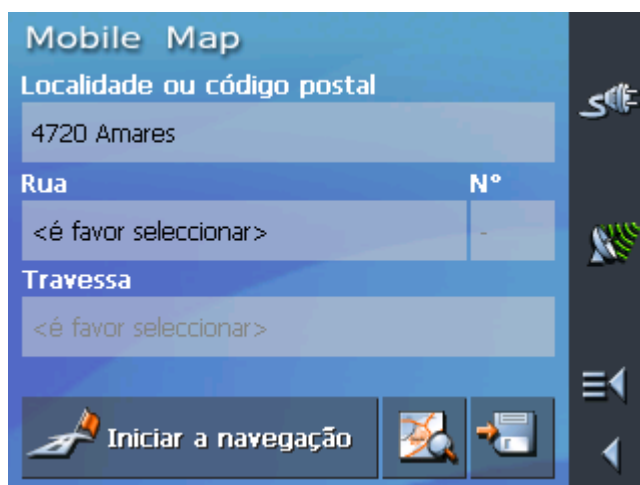 Mobile Map
Localidade ou código postal
4720 Amares
Rua N°
<é favor seleccionar> -
Travessa
<é favor seleccionar>
Iniciar a navegação